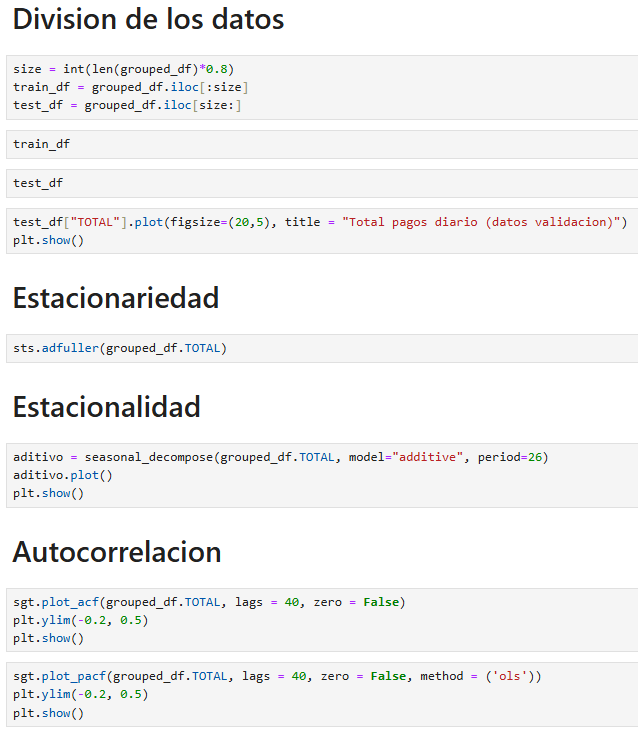 Division de los datos
size = int(len(grouped_df)*0.8)
train_df = grouped_df.iloc[:size]
test_df = grouped_df.iloc[size:]
train_df
test_df
test_df["TOTAL"].plot(figsize=(20,5), title = "Total pagos diario (datos validacion)")
plt.show()
Estacionariedad
sts.adfuller(grouped_df.TOTAL)
Estacionalidad
aditivo = seasonal_decompose(grouped_df.TOTAL, model="additive", period=26)
aditivo.plot()
plt.show()
Autocorrelacion
sgt.plot_acf(grouped_df.TOTAL, lags = 40, zero = False)
plt.ylim(-0.2, 0.5)
plt.show()
sgt.plot_pacf(grouped_df.TOTAL, lags = 40, zero = False, method = ('ols'))
plt.ylim(-0.2, 0.5)
plt.show()